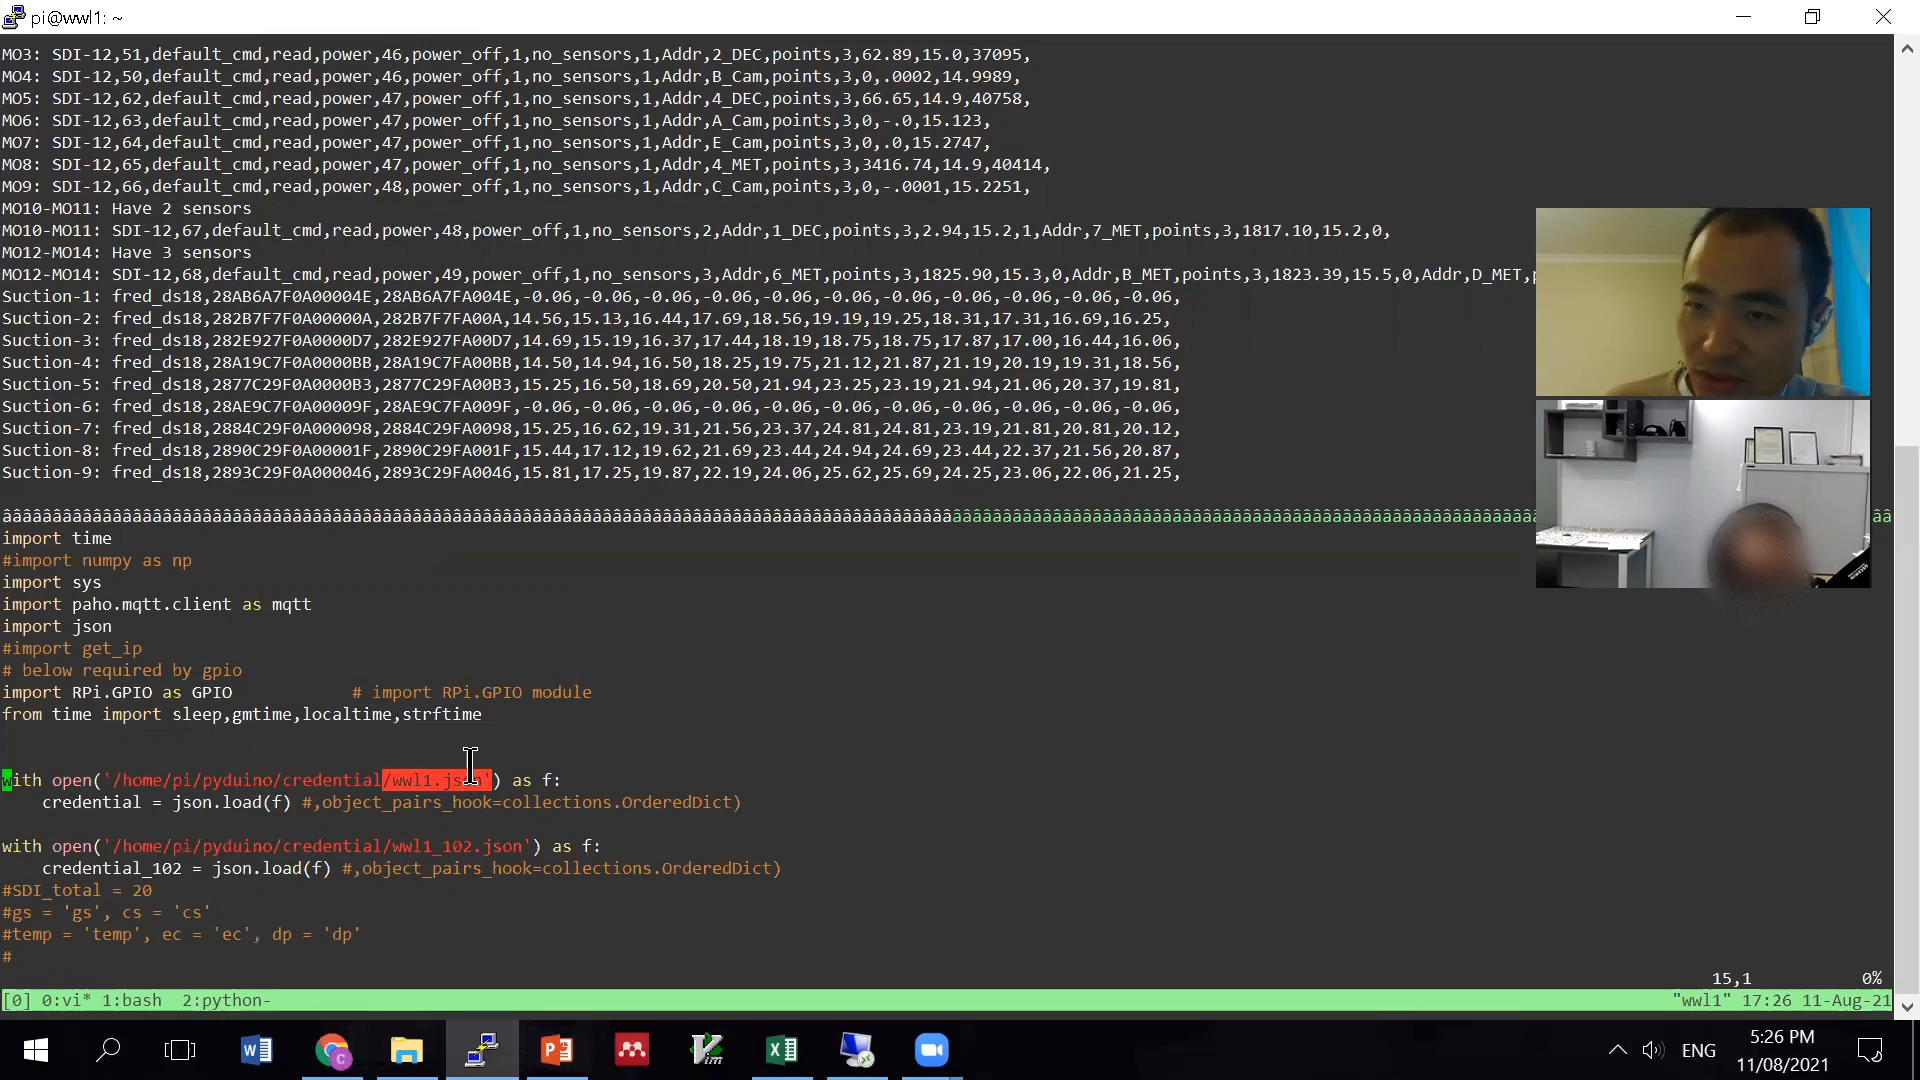 pi@wwl1: ~
MO3: SDI-12,51,default_cmd,read,power,46,power_off,1,no_sensors,1,Addr,2_DEC,points,3,62.89,15.0,37095,
MO4: SDI-12,50,default_cmd,read,power,46,power_off,1,no_sensors,1,Addr,B_Cam,points,3,0,.0002,14.9989,
MO5: SDI-12,62,default_cmd,read,power,47,power_off,1,no_sensors,1,Addr,4_DEC,points,3,66.65,14.9,40758,
MO6: SDI-12,63,default_cmd,read,power,47,power_off,1,no_sensors,1,Addr,A_Cam,points,3,0,-.0,15.123,
MO7: SDI-12,64,default_cmd,read,power,47,power_off,1,no_sensors,1,Addr,E_Cam,points,3,0,.0,15.2747,
MO8: SDI-12,65,default_cmd,read,power,47,power_off,1,no_sensors,1,Addr,4_MET,points,3,3416.74,14.9,40414,
MO9: SDI-12,66,default_cmd,read,power,48,power_off,1,no_sensors,1,Addr,C_Cam,points,3,0,-.0001,15.2251,
MO10-MO11: Have 2 sensors
MO10-MO11: SDI-12,67,default_cmd,read,power,48,power_off,1,no_sensors,2,Addr,1_DEC,points,3,2.94,15.2,1,Addr,7_MET,points,3,1817.10,15.2,0,
MO12-MO14: Have 3 sensors
MO12-MO14: SDI-12,68,default_cmd,read,power,49,power_off,1,no_sensors,3,Addr,6_MET,points,3,1825.90,15.3,0,Addr,B_MET,points,3,1823.39,15.5,0,Addr,D_MET,
Suction-1: fred_ds18,28AB6A7F0A00004E,28AB6A7FA004E,-0.06,-0.06,-0.06,-0.06,-0.06,-0.06,-0.06,-0.06,-0.06,-0.06,-0.06,
Suction-2: fred_ds18,282B7F7F0A00000A,282B7F7FA00A,14.56,15.13,16.44,17.69,18.56,19.19,19.25,18.31,17.31,16.69,16.25,
Suction-3: fred_ds18,282E927F0A0000D7,282E927FA00D7,14.69,15.19,16.37,17.44,18.19,18.75,18.75,17.87,17.00,16.44,16.06,
Suction-4: fred_ds18,28A19C7F0A0000BB,28A19C7FA00BB,14.50,14.94,16.50,18.25,19.75,21.12,21.87,21.19,20.19,19.31,18.56,
Suction-5: fred_ds18,2877C29F0A0000B3,2877C29FA00B3,15.25,16.50,18.69,20.50,21.94,23.25,23.19,21.94,21.06,20.37,19.81,
Suction-6: fred_ds18,28AE9C7F0A00009F,28AE9C7FA009F,-0.06,-0.06,-0.06,-0.06,-0.06,-0.06,-0.06,-0.06,-0.06,-0.06,-0.06,
Suction-7: fred_ds18,2884C29F0A000098,2884C29FA0098,15.25,16.62,19.31,21.56,23.37,24.81,24.81,23.19,21.81,20.81,20.12,
Suction-8: fred_ds18,2890C29F0A00001F,2890C29FA001F,15.44,17.12,19.62,21.69,23.44,24.94,24.69,23.44,22.37,21.56,20.87,
Suction-9: fred_ds18,2893C29F0A000046,2893C29FA0046,15.81,17.25,19.87,22.19,24.06,25.62,25.69,24.25,23.06,22.06,21.25,
import time
#import numpy as np
import sys
import paho.mqtt.client as mqtt
import json
#import get_ip
# below required by gpio
import RPi.GPIO as GPIO            # import RPi.GPIO module
from time import sleep,gmtime,localtime,strftime
with open('/home/pi/pyduino/credential/wwl1.json') as f:
    credential = json.load(f) #,object_pairs_hook=collections.OrderedDict)
with open('/home/pi/pyduino/credential/wwl1_102.json') as f:
    credential_102 = json.load(f) #,object_pairs_hook=collections.OrderedDict)
#SDI_total = 20
#gs = 'gs', cs = 'cs'
#temp = 'temp', ec = 'ec', dp = 'dp'
#
15,1 0%
[0] 0:vi* 1:bash  2:python- "wwl1" 17:26 11-Aug-21
ENG
5:26 PM
11/08/2021